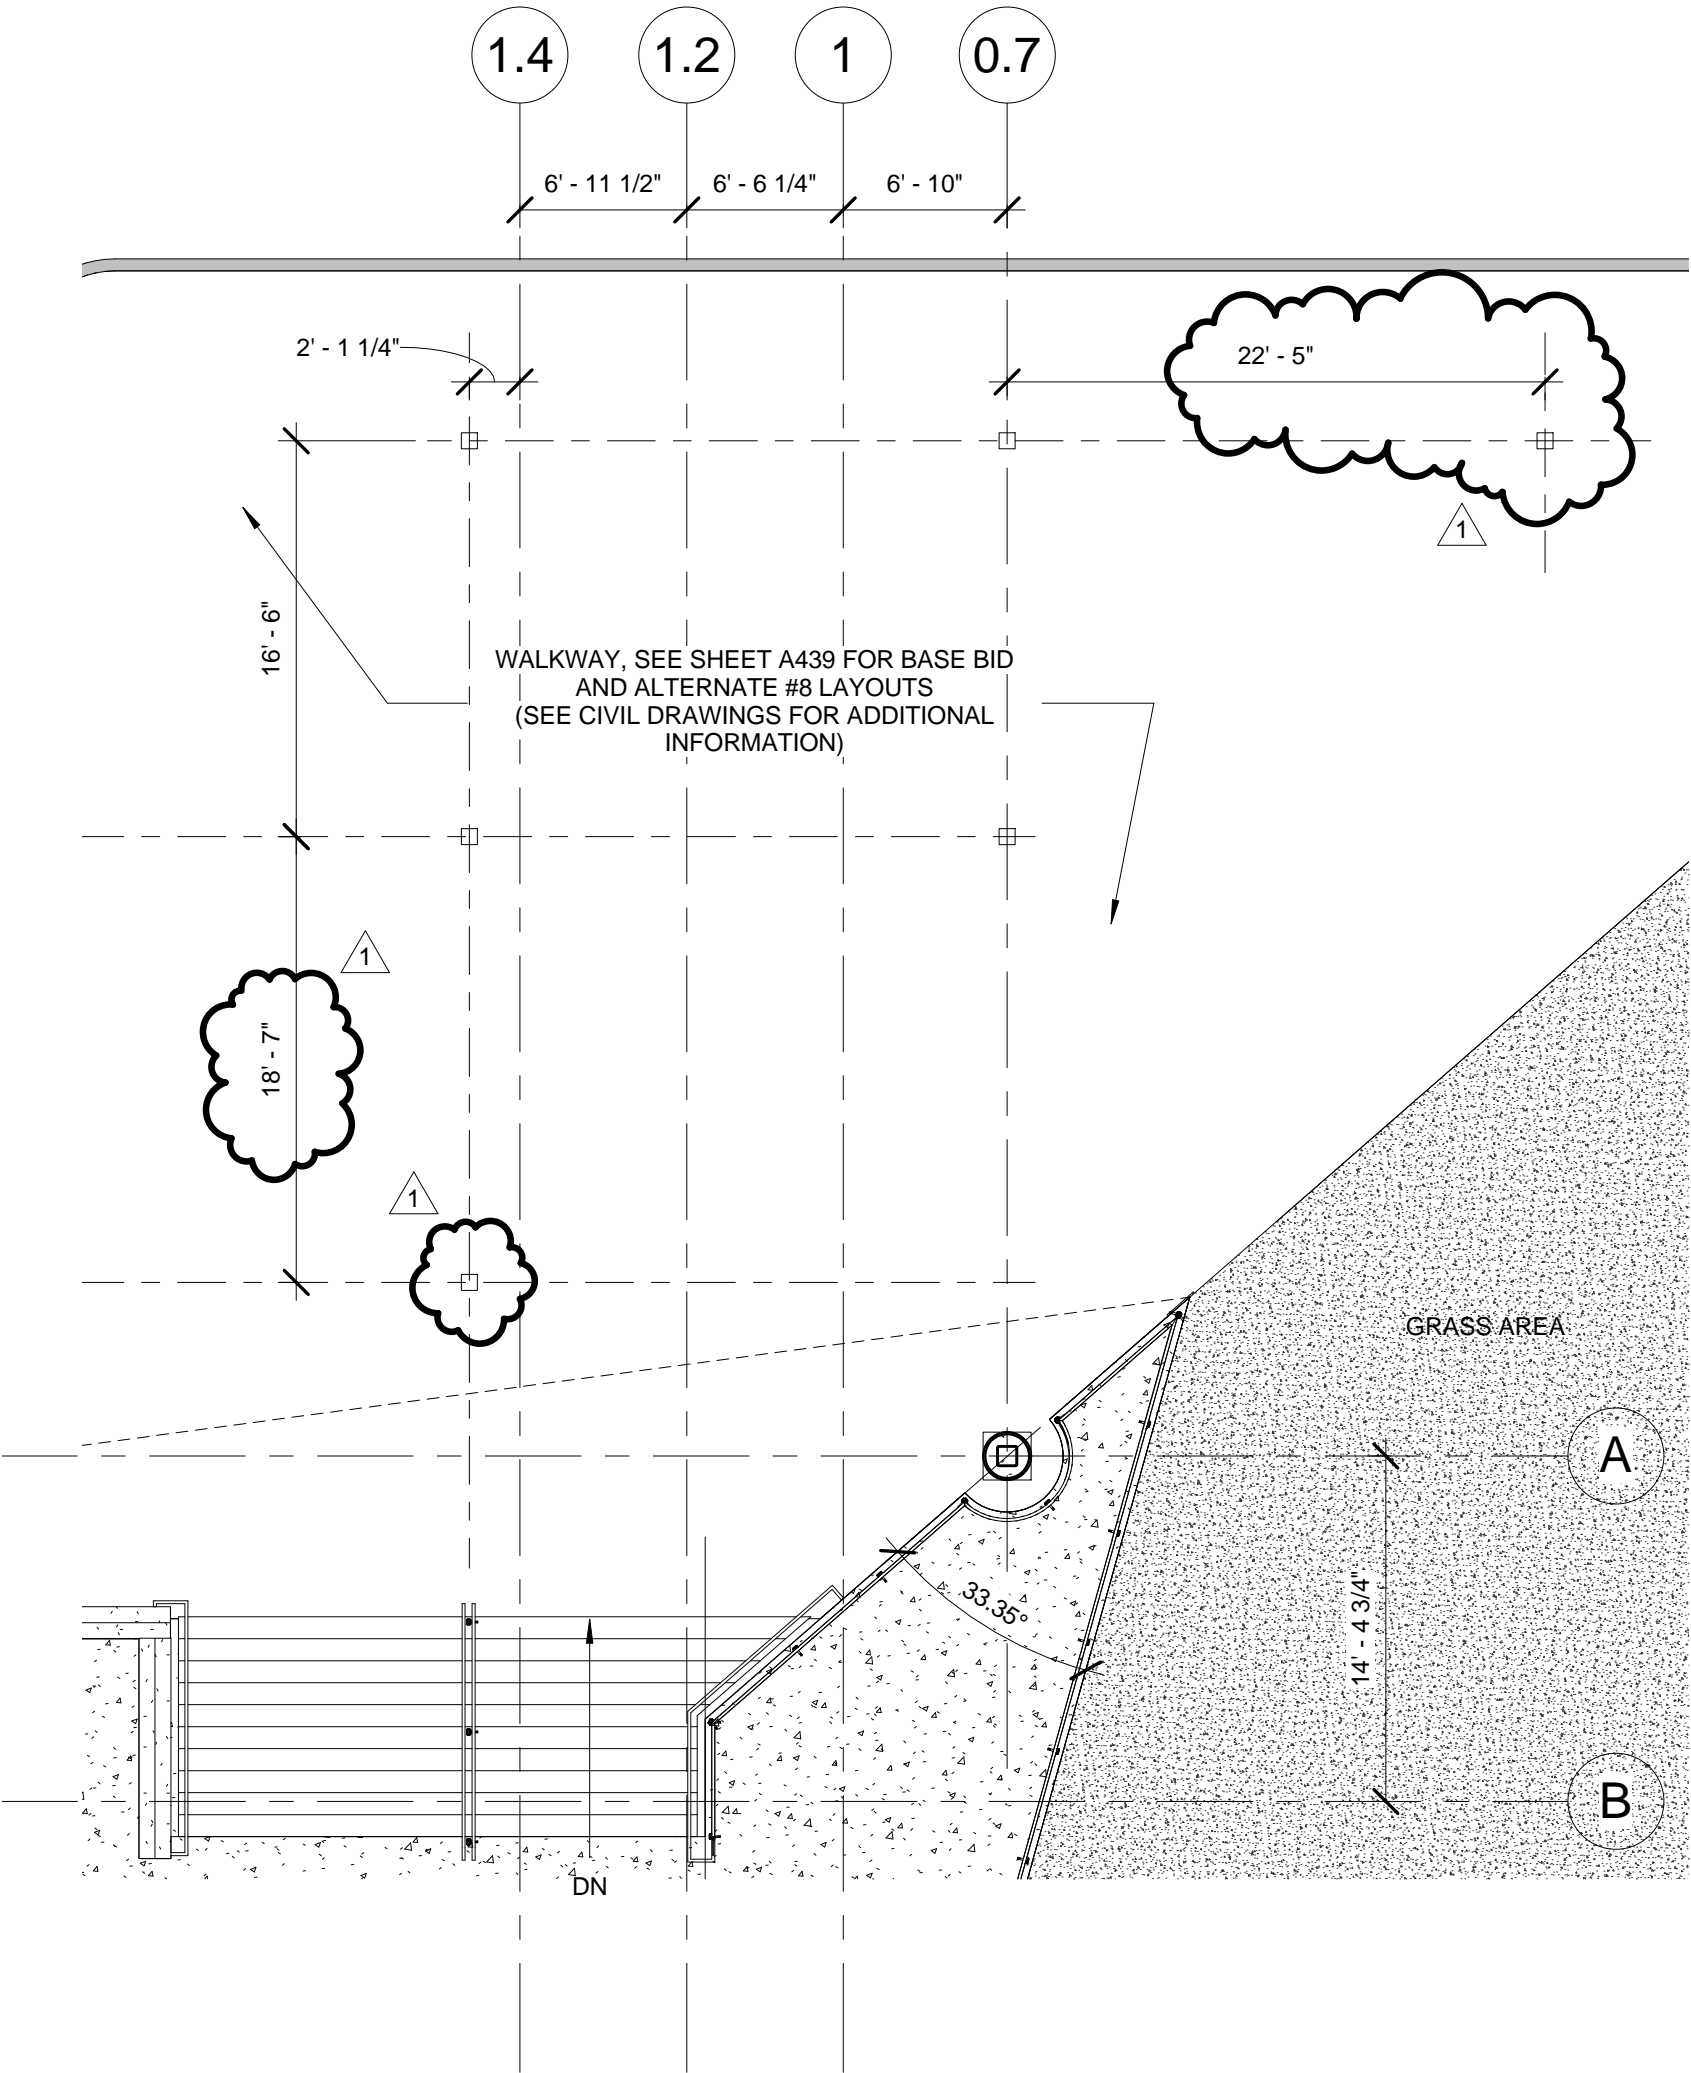 1.4
1.2
1
0.7
6' - 11 1/2"
6' - 6 1/4"
6' - 10"
2' - 1 1/4"
22' - 5"
1
16' - 6"
WALKWAY, SEE SHEET A439 FOR BASE BID
AND ALTERNATE #8 LAYOUTS
(SEE CIVIL DRAWINGS FOR ADDITIONAL
INFORMATION)
1
18' - 7"
1
GRASS AREA
A
33.35°
14' - 4 3/4"
B
DN